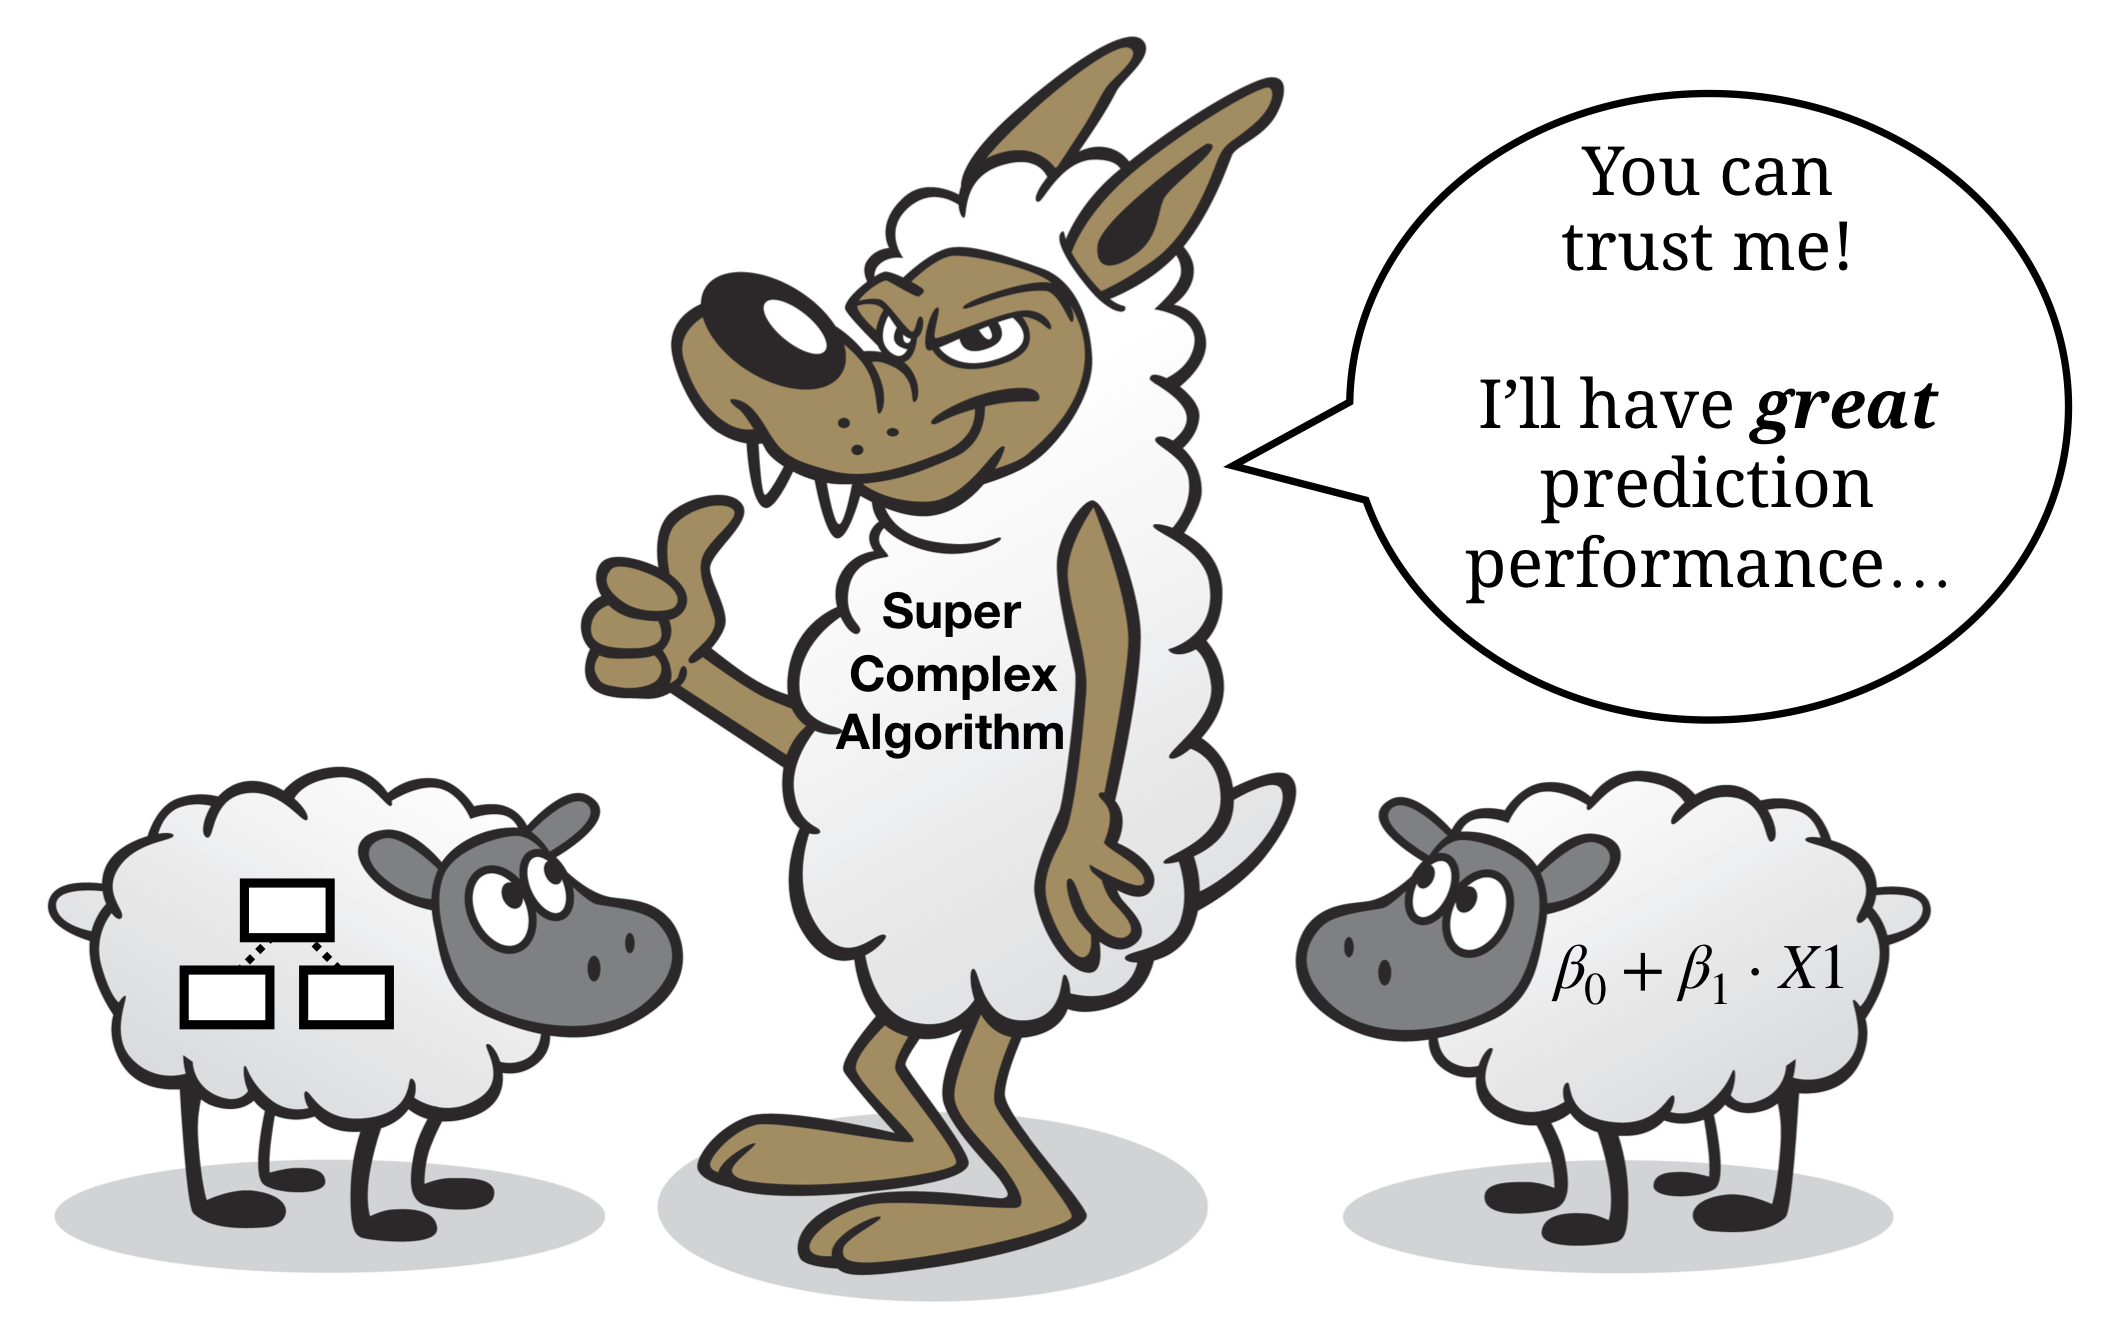 You can
trust me!
I’ll have great
prediction
performance…
Super
Complex
Algorithm
β₀ + β₁ · X1